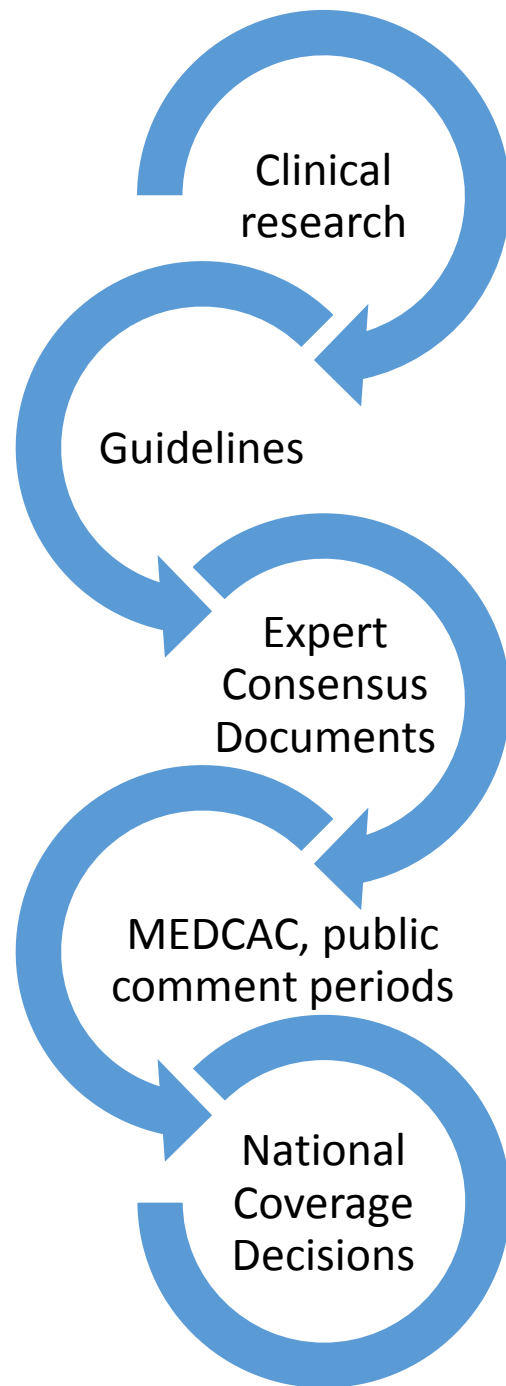 Clinical
research
Guidelines
Expert
Consensus
Documents
MEDCAC, public
comment periods
National
Coverage
Decisions